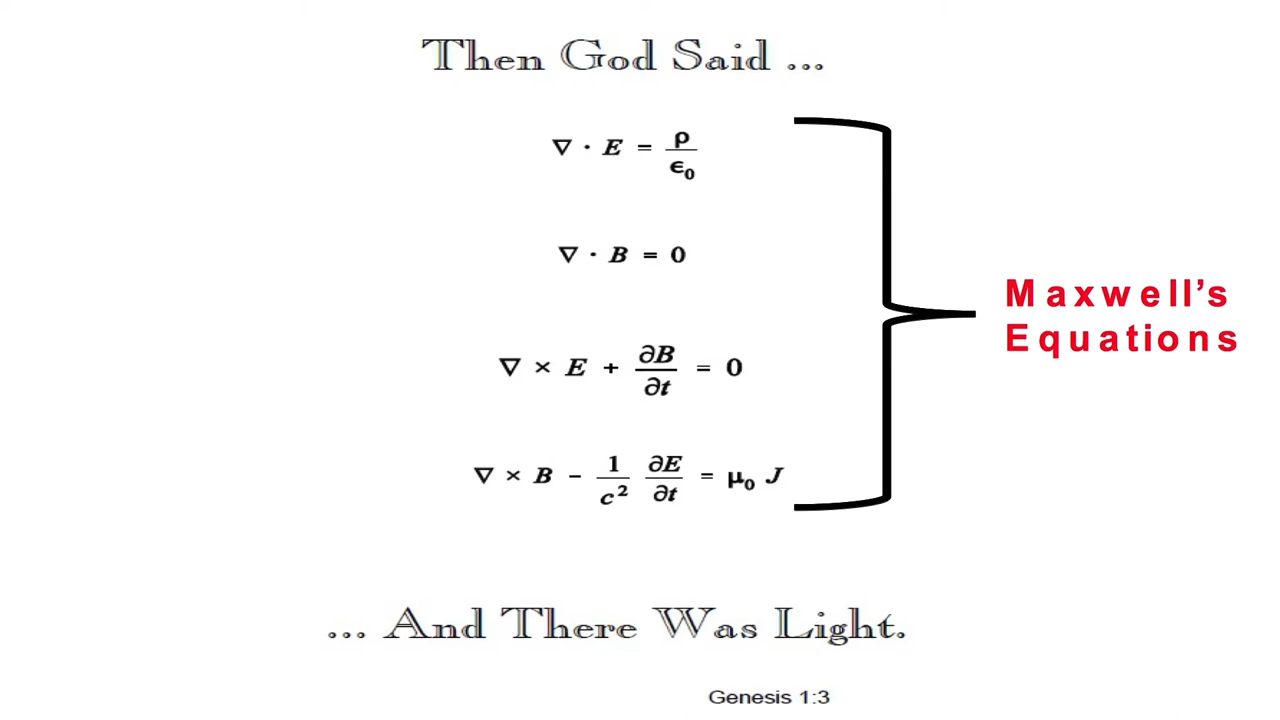 Then God Said ...
∇ · E = ρ/ϵ₀
∇ · B = 0
∇ × E + ∂B/∂t = 0
∇ × B − 1/c² ∂E/∂t = μ₀ J
Maxwell’s
Equations
... And There Was Light.
Genesis 1:3